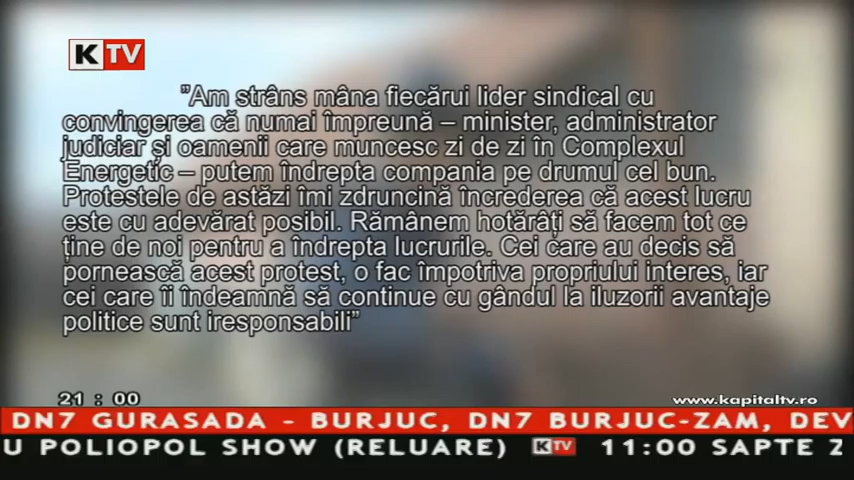 KTV
”Am strâns mâna fiecărui lider sindical cu
convingerea că numai împreună – minister, administrator
judiciar și oamenii care muncesc zi de zi în Complexul
Energetic – putem îndrepta compania pe drumul cel bun.
Protestele de astăzi îmi zdruncină încrederea că acest lucru
este cu adevărat posibil. Rămânem hotărâți să facem tot ce
ține de noi pentru a îndrepta lucrurile. Cei care au decis să
pornească acest protest, o fac împotriva propriului interes, iar
cei care îi îndeamnă să continue cu gândul la iluzorii avantaje
politice sunt iresponsabili”
21 : 00
www.kapitaltv.ro
DN7 GURASADA - BURJUC, DN7 BURJUC-ZAM, DEV
U POLIOPOL SHOW (RELUARE) KTV 11:00 SAPTE Z